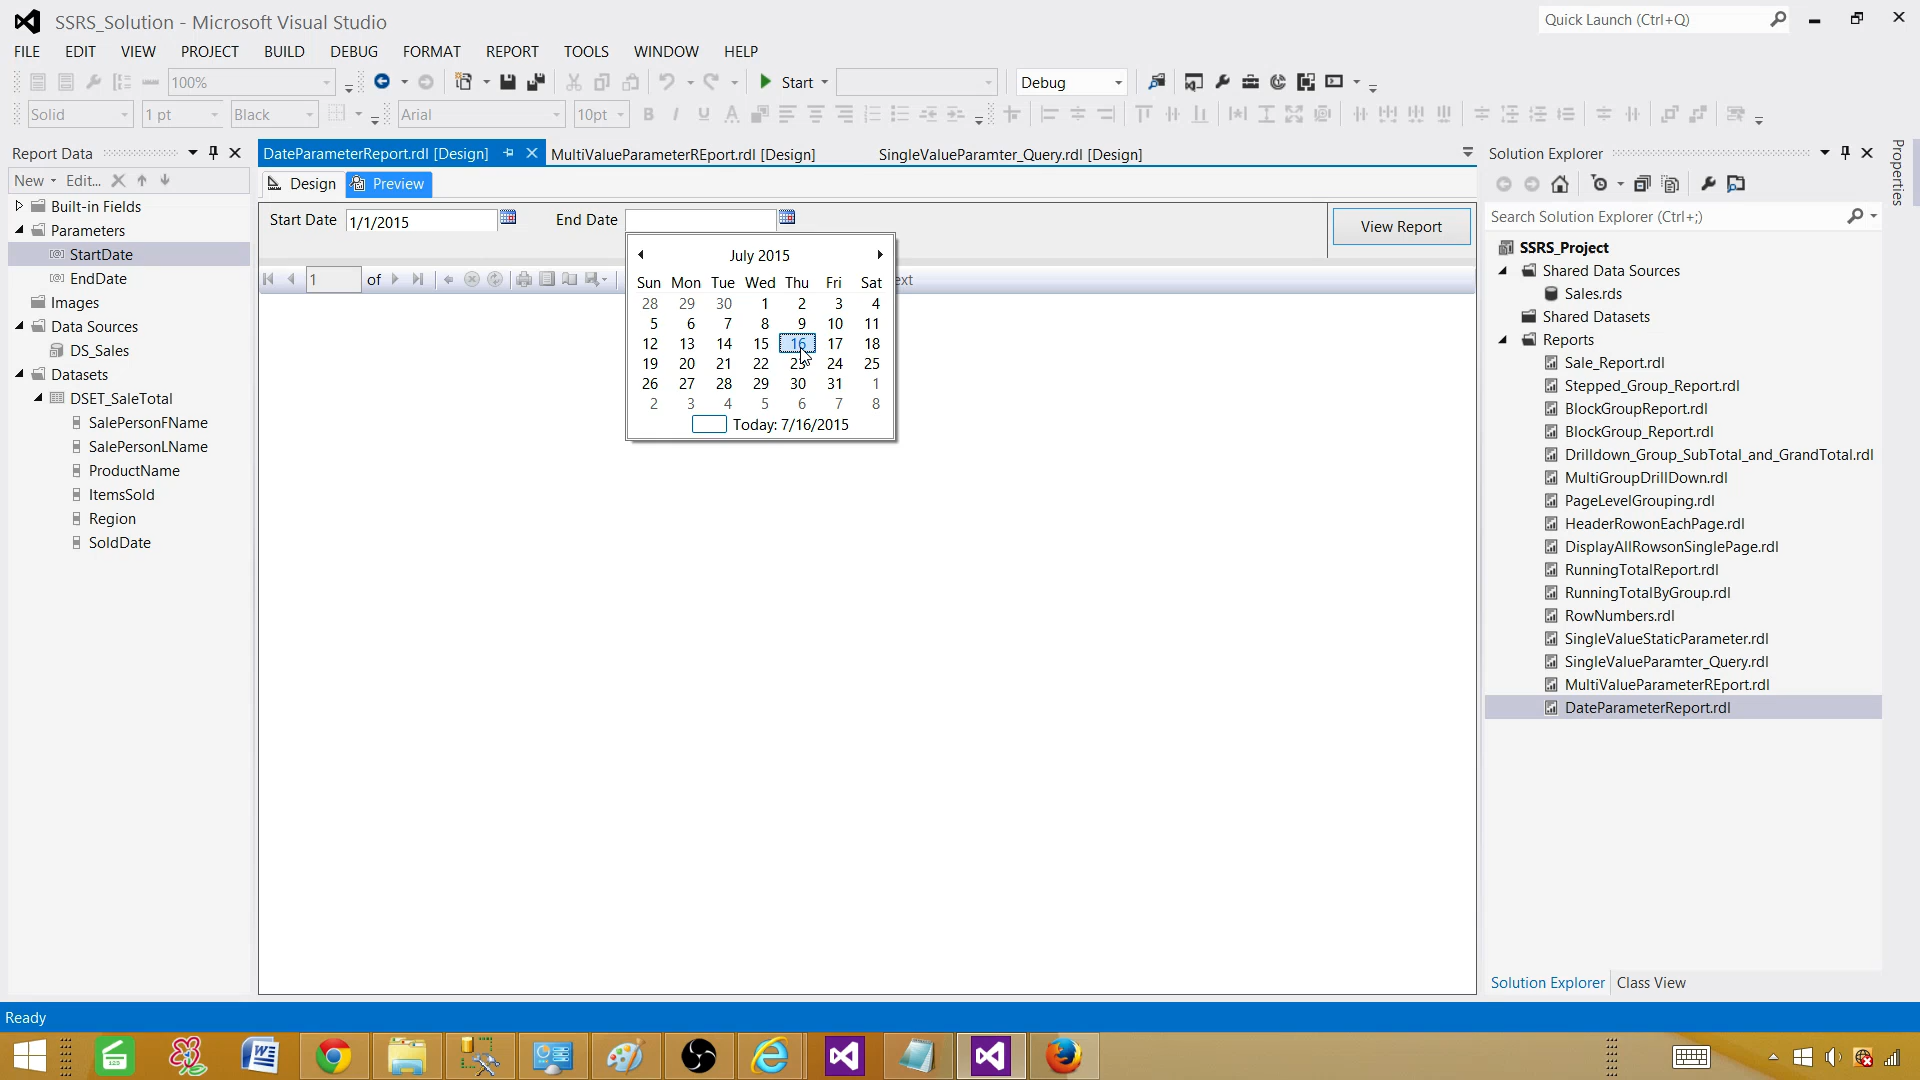 SSRS_Solution - Microsoft Visual Studio
Quick Launch (Ctrl+Q)
FILE EDIT VIEW PROJECT BUILD DEBUG FORMAT REPORT TOOLS WINDOW HELP
100% Start Debug
Solid 1 pt Black Arial 10pt B I U A
Report Data
New Edit...
Built-in Fields
Parameters
StartDate
EndDate
Images
Data Sources
DS_Sales
Datasets
DSET_SaleTotal
SalePersonFName
SalePersonLName
ProductName
ItemsSold
Region
SoldDate
DateParameterReport.rdl [Design] MultiValueParameterREport.rdl [Design] SingleValueParamter_Query.rdl [Design]
Design Preview
Start Date 1/1/2015 End Date View Report
1 of ext
July 2015
Sun Mon Tue Wed Thu Fri Sat
28 29 30 1 2 3 4
5 6 7 8 9 10 11
12 13 14 15 16 17 18
19 20 21 22 23 24 25
26 27 28 29 30 31 1
2 3 4 5 6 7 8
Today: 7/16/2015
Solution Explorer
Search Solution Explorer (Ctrl+;)
SSRS_Project
Shared Data Sources
Sales.rds
Shared Datasets
Reports
Sale_Report.rdl
Stepped_Group_Report.rdl
BlockGroupReport.rdl
BlockGroup_Report.rdl
Drilldown_Group_SubTotal_and_GrandTotal.rdl
MultiGroupDrillDown.rdl
PageLevelGrouping.rdl
HeaderRowonEachPage.rdl
DisplayAllRowsonSinglePage.rdl
RunningTotalReport.rdl
RunningTotalByGroup.rdl
RowNumbers.rdl
SingleValueStaticParameter.rdl
SingleValueParamter_Query.rdl
MultiValueParameterREport.rdl
DateParameterReport.rdl
Solution Explorer Class View
Properties
Ready